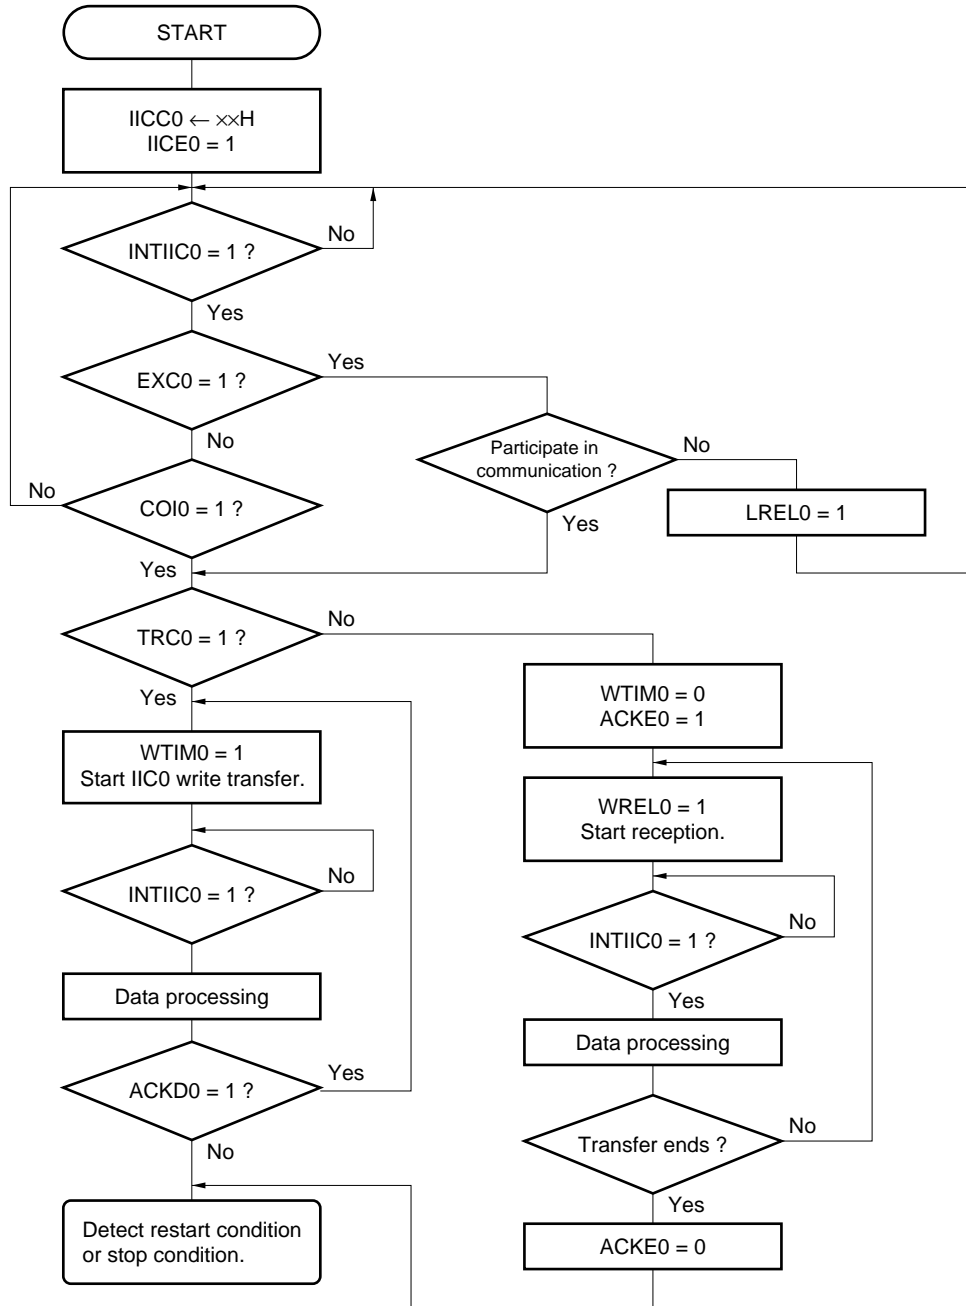 START
IICC0 ← ××H
IICE0 = 1
INTIIC0 = 1 ?
No
Yes
EXC0 = 1 ?
Yes
No
Participate in
communication ?
No
Yes
LREL0 = 1
COI0 = 1 ?
No
Yes
TRC0 = 1 ?
No
Yes
WTIM0 = 0
ACKE0 = 1
WTIM0 = 1
Start IIC0 write transfer.
WREL0 = 1
Start reception.
INTIIC0 = 1 ?
No
INTIIC0 = 1 ?
No
Yes
Data processing
Data processing
ACKD0 = 1 ?
Yes
No
Transfer ends ?
No
Yes
Detect restart condition
or stop condition.
ACKE0 = 0